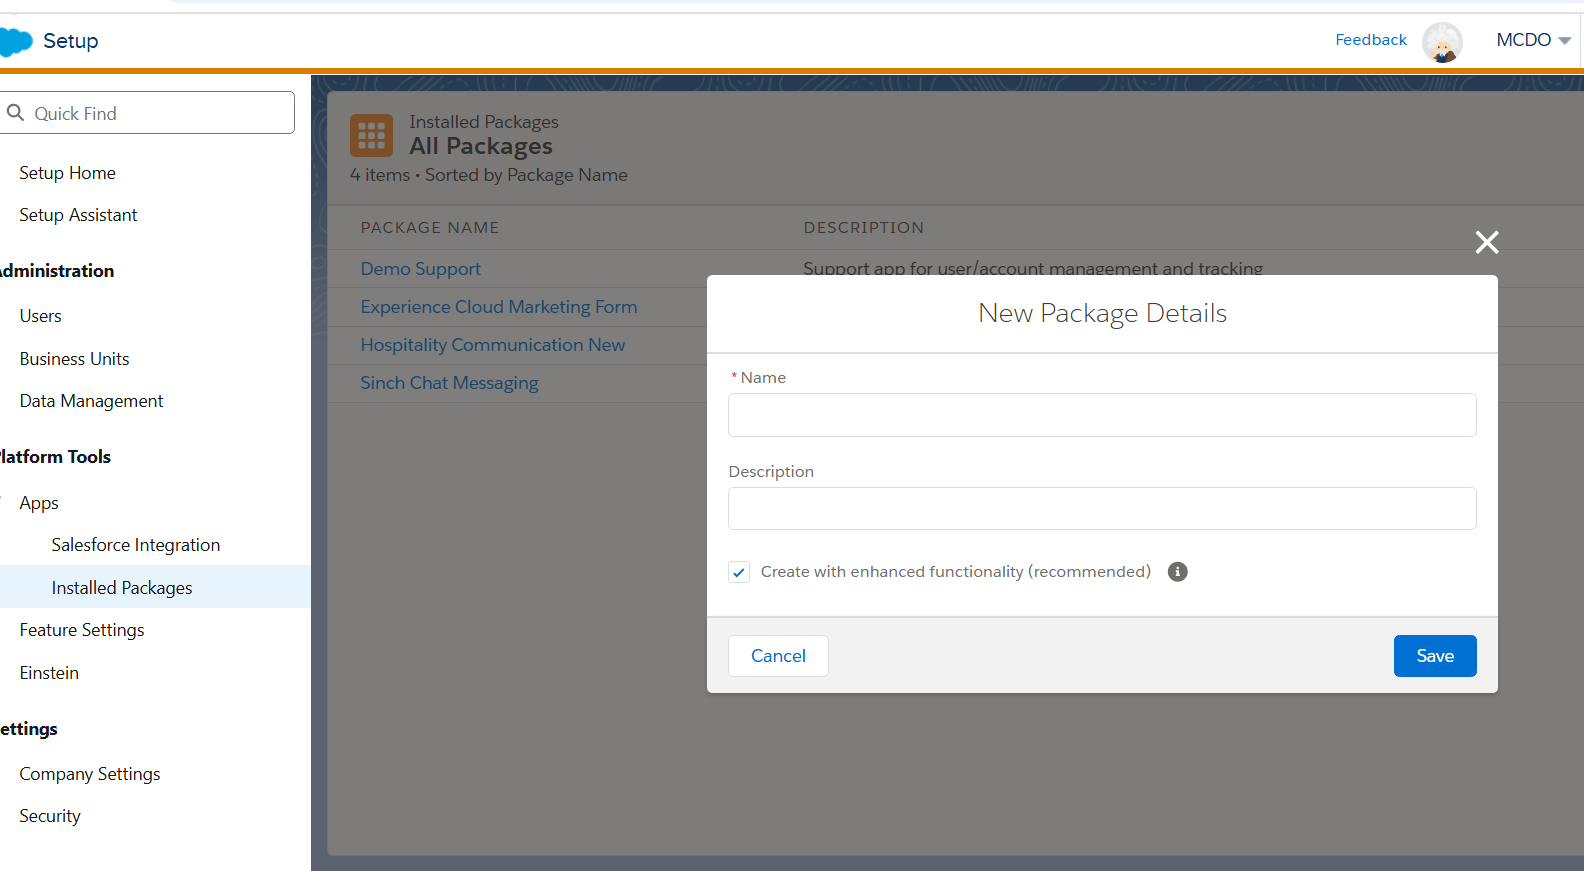 Setup
Feedback
MCDO
Quick Find
Setup Home
Setup Assistant
dministration
Users
Business Units
Data Management
latform Tools
Apps
Salesforce Integration
Installed Packages
Feature Settings
Einstein
ettings
Company Settings
Security
Installed Packages
All Packages
4 items • Sorted by Package Name
PACKAGE NAME DESCRIPTION
Demo Support Support app for user/account management and tracking
Experience Cloud Marketing Form
Hospitality Communication New
Sinch Chat Messaging
New Package Details
* Name
Description
Create with enhanced functionality (recommended)
Cancel Save